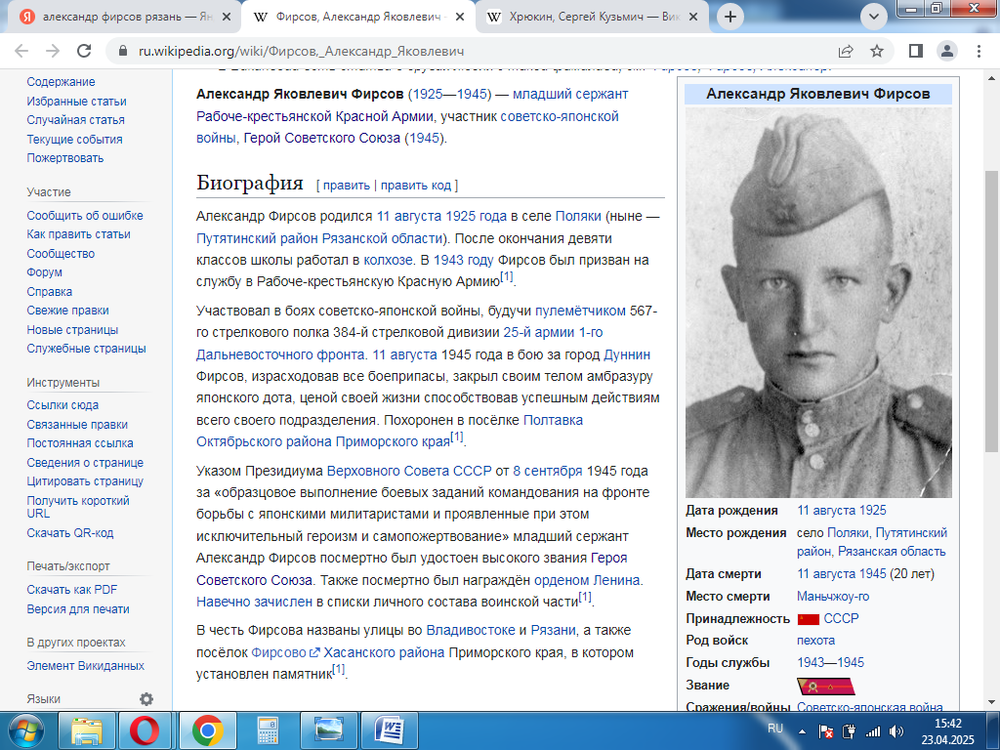 александр фирсов рязань — Ян
Фирсов, Александр Яковлевич —
Хрюкин, Сергей Кузьмич — Вик
ru.wikipedia.org/wiki/Фирсов,_Александр_Яковлевич
Содержание
Избранные статьи
Случайная статья
Текущие события
Пожертвовать
Участие
Сообщить об ошибке
Как править статьи
Сообщество
Форум
Справка
Свежие правки
Новые страницы
Служебные страницы
Инструменты
Ссылки сюда
Связанные правки
Постоянная ссылка
Сведения о странице
Цитировать страницу
Получить короткий
URL
Скачать QR-код
Печать/экспорт
Скачать как PDF
Версия для печати
В других проектах
Элемент Викиданных
Языки
Александр Яковлевич Фирсов (1925—1945) — младший сержант
Рабоче-крестьянской Красной Армии, участник советско-японской
войны, Герой Советского Союза (1945).
Биография [ править | править код ]
Александр Фирсов родился 11 августа 1925 года в селе Поляки (ныне —
Путятинский район Рязанской области). После окончания девяти
классов школы работал в колхозе. В 1943 году Фирсов был призван на
службу в Рабоче-крестьянскую Красную Армию[1].
Участвовал в боях советско-японской войны, будучи пулемётчиком 567-
го стрелкового полка 384-й стрелковой дивизии 25-й армии 1-го
Дальневосточного фронта. 11 августа 1945 года в бою за город Дуннин
Фирсов, израсходовав все боеприпасы, закрыл своим телом амбразуру
японского дота, ценой своей жизни способствовав успешным действиям
всего своего подразделения. Похоронен в посёлке Полтавка
Октябрьского района Приморского края[1].
Указом Президиума Верховного Совета СССР от 8 сентября 1945 года
за «образцовое выполнение боевых заданий командования на фронте
борьбы с японскими милитаристами и проявленные при этом
исключительный героизм и самопожертвование» младший сержант
Александр Фирсов посмертно был удостоен высокого звания Героя
Советского Союза. Также посмертно был награждён орденом Ленина.
Навечно зачислен в списки личного состава воинской части[1].
В честь Фирсова названы улицы во Владивостоке и Рязани, а также
посёлок Фирсово Хасанского района Приморского края, в котором
установлен памятник[1].
Александр Яковлевич Фирсов
Дата рождения 11 августа 1925
Место рождения село Поляки, Путятинский
район, Рязанская область
Дата смерти 11 августа 1945 (20 лет)
Место смерти Маньчжоу-го
Принадлежность СССР
Род войск пехота
Годы службы 1943—1945
Звание
Сражения/войны Советско-японская война
RU
15:42
23.04.2025